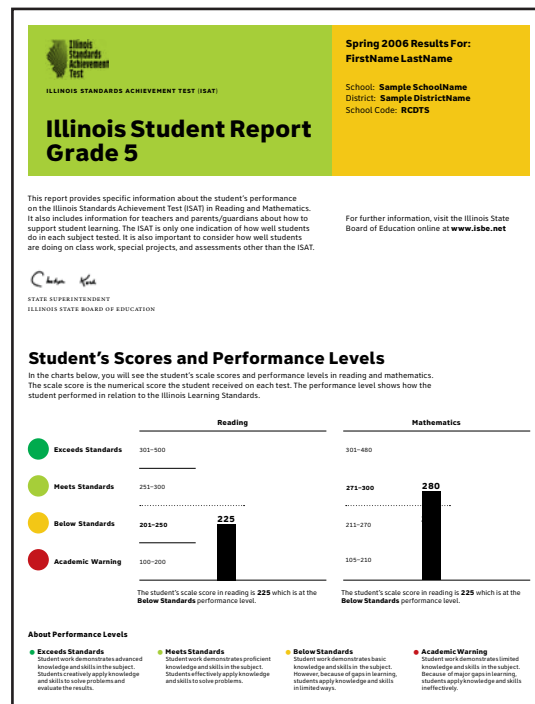 Illinois
Standards
Achievement
Test
ILLINOIS STANDARDS ACHIEVEMENT TEST (ISAT)
Illinois Student Report
Grade 5
Spring 2006 Results For:
FirstName LastName
School: Sample SchoolName
District: Sample DistrictName
School Code: RCDTS
This report provides specific information about the student's performance
on the Illinois Standards Achievement Test (ISAT) in Reading and Mathematics.
It also includes information for teachers and parents/guardians about how to
support student learning. The ISAT is only one indication of how well students
do in each subject tested. It is also important to consider how well students
are doing on class work, special projects, and assessments other than the ISAT.
For further information, visit the Illinois State
Board of Education online at www.isbe.net
STATE SUPERINTENDENT
ILLINOIS STATE BOARD OF EDUCATION
Student's Scores and Performance Levels
In the charts below, you will see the student's scale scores and performance levels in reading and mathematics.
The scale score is the numerical score the student received on each test. The performance level shows how the
student performed in relation to the Illinois Learning Standards.
Reading
Mathematics
Exceeds Standards
301–500
301–480
Meets Standards
251–300
271–300
280
Below Standards
201–250
225
211–270
Academic Warning
100–200
105–210
The student's scale score in reading is 225 which is at the
Below Standards performance level.
The student's scale score in reading is 225 which is at the
Below Standards performance level.
About Performance Levels
Exceeds Standards
Student work demonstrates advanced
knowledge and skills in the subject.
Students creatively apply knowledge
and skills to solve problems and
evaluate the results.
Meets Standards
Student work demonstrates proficient
knowledge and skills in the subject.
Students effectively apply knowledge
and skills to solve problems.
Below Standards
Student work demonstrates basic
knowledge and skills in the subject.
However, because of gaps in learning,
students apply knowledge and skills
in limited ways.
Academic Warning
Student work demonstrates limited
knowledge and skills in the subject.
Because of major gaps in learning,
students apply knowledge and skills
ineffectively.